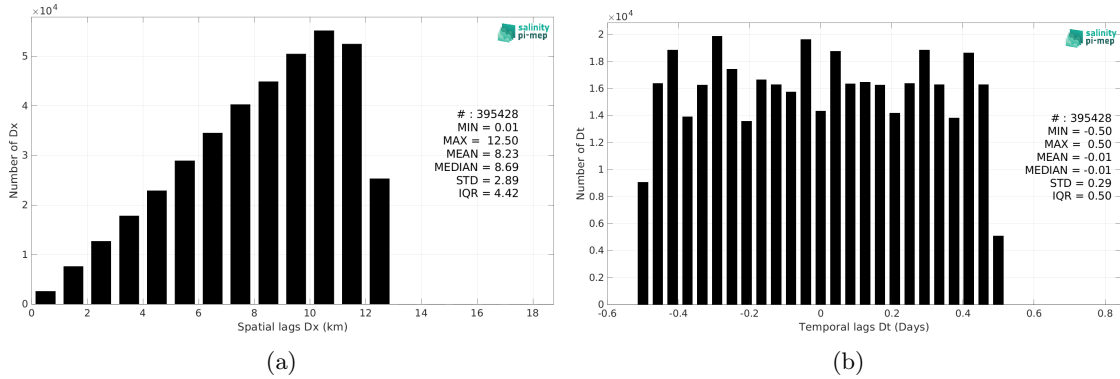 ×10⁴
salinity
pi-mep
5
4
3
2
1
0
Number of Dx
# : 395428
MIN = 0.01
MAX = 12.50
MEAN = 8.23
MEDIAN = 8.69
STD = 2.89
IQR = 4.42
0 2 4 6 8 10 12 14 16 18
Spatial lags Dx (km)
(a)
×10⁴
salinity
pi-mep
2
1.8
1.6
1.4
1.2
1
0.8
0.6
0.4
0.2
0
Number of Dt
# : 395428
MIN = -0.50
MAX = 0.50
MEAN = -0.01
MEDIAN = -0.01
STD = 0.29
IQR = 0.50
-0.6 -0.4 -0.2 0 0.2 0.4 0.6 0.8
Temporal lags Dt (Days)
(b)